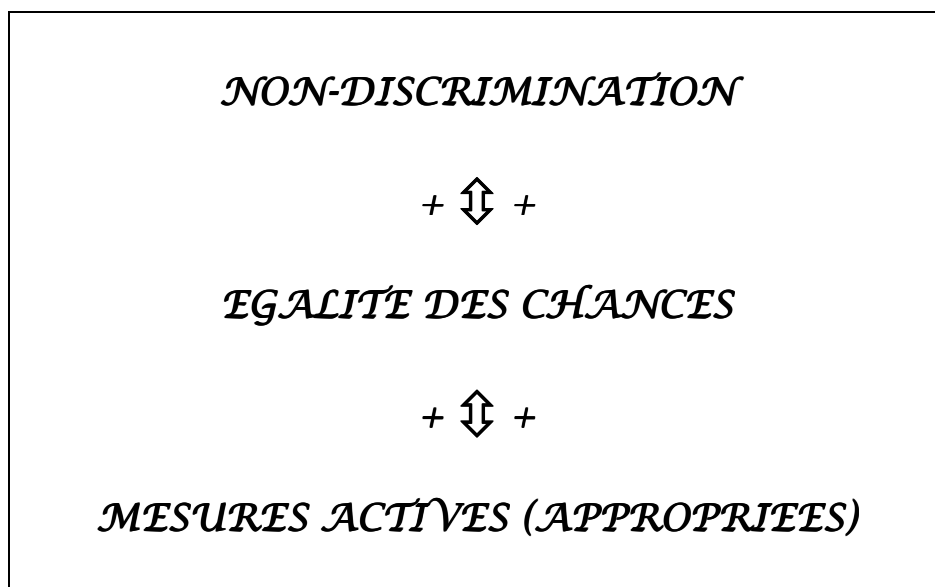 NON-DISCRIMINATION
+ ⇕ +
EGALITE DES CHANCES
+ ⇕ +
MESURES ACTIVES (APPROPRIEES)